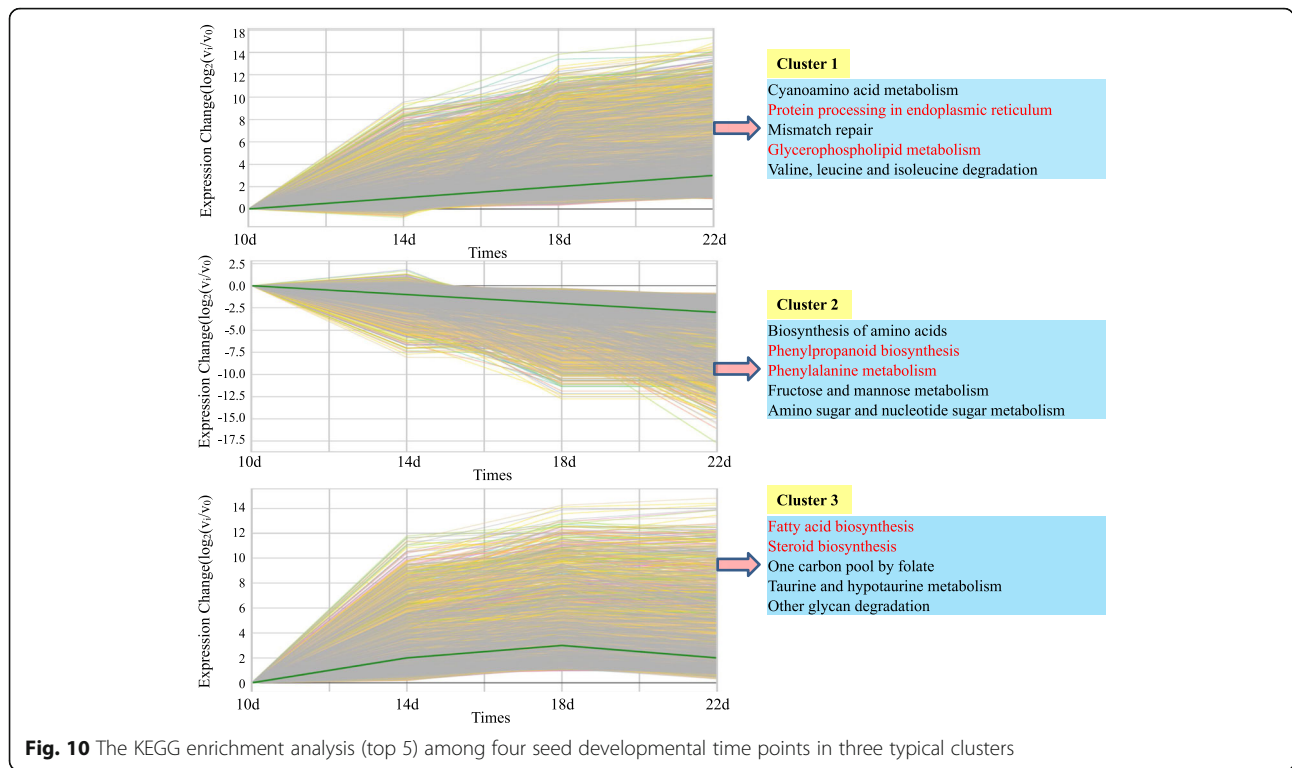 Expression Change(log₂(vᵢ/v₀)
18
14
12
10
8
6
4
2
0
10d
14d
18d
22d
Times
Cluster 1
Cyanoamino acid metabolism
Protein processing in endoplasmic reticulum
Mismatch repair
Glycerophospholipid metabolism
Valine, leucine and isoleucine degradation
Expression Change(log₂(vᵢ/v₀)
2.5
0.0
-2.5
-5.0
-7.5
-10.0
-12.5
-15.0
-17.5
10d
14d
18d
22d
Times
Cluster 2
Biosynthesis of amino acids
Phenylpropanoid biosynthesis
Phenylalanine metabolism
Fructose and mannose metabolism
Amino sugar and nucleotide sugar metabolism
Expression Change(log₂(vᵢ/v₀)
14
12
10
8
6
4
2
0
10d
14d
18d
22d
Times
Cluster 3
Fatty acid biosynthesis
Steroid biosynthesis
One carbon pool by folate
Taurine and hypotaurine metabolism
Other glycan degradation
Fig. 10 The KEGG enrichment analysis (top 5) among four seed developmental time points in three typical clusters